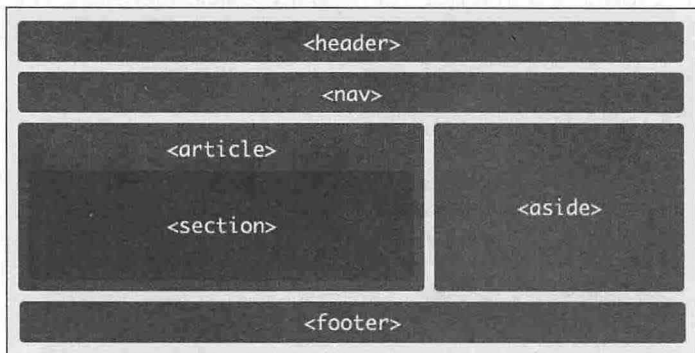 <header>
<nav>
<article>
<section>
<aside>
<footer>